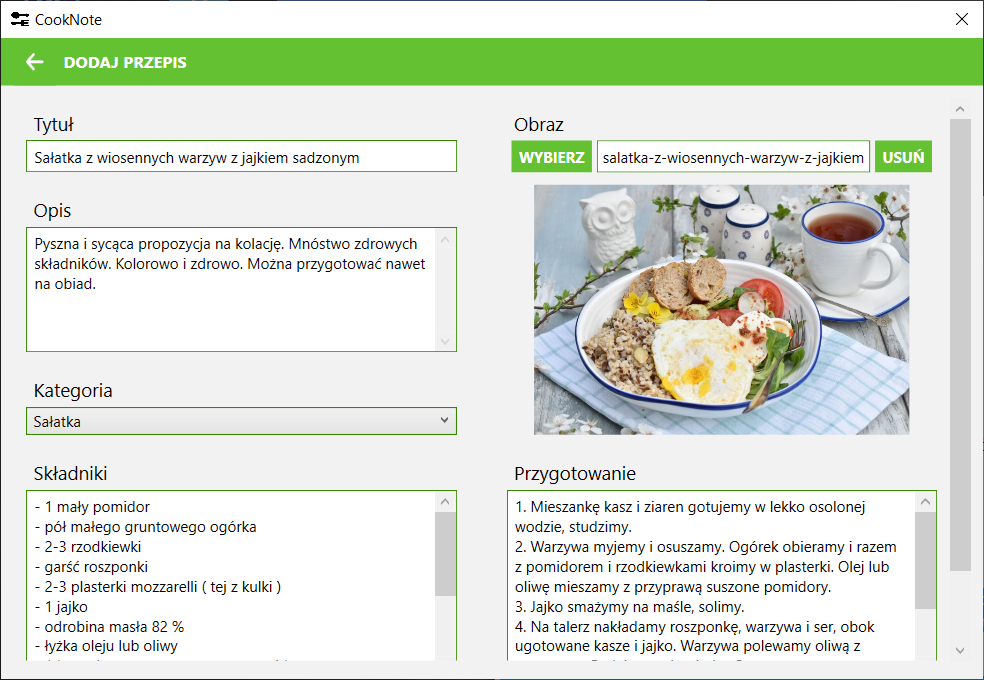 CookNote
DODAJ PRZEPIS
Tytuł
Sałatka z wiosennych warzyw z jajkiem sadzonym
Opis
Pyszna i sycąca propozycja na kolację. Mnóstwo zdrowych
składników. Kolorowo i zdrowo. Można przygotować nawet
na obiad.
Kategoria
Sałatka
Składniki
- 1 mały pomidor
- pół małego gruntowego ogórka
- 2-3 rzodkiewki
- garść roszponki
- 2-3 plasterki mozzarelli ( tej z kulki )
- 1 jajko
- odrobina masła 82 %
- łyżka oleju lub oliwy
Obraz
WYBIERZ
salatka-z-wiosennych-warzyw-z-jajkiem
USUŃ
Przygotowanie
1. Mieszankę kasz i ziaren gotujemy w lekko osolonej
wodzie, studzimy.
2. Warzywa myjemy i osuszamy. Ogórek obieramy i razem
z pomidorem i rzodkiewkami kroimy w plasterki. Olej lub
oliwę mieszamy z przyprawą suszone pomidory.
3. Jajko smażymy na maśle, solimy.
4. Na talerz nakładamy roszponkę, warzywa i ser, obok
ugotowane kasze i jajko. Warzywa polewamy oliwą z